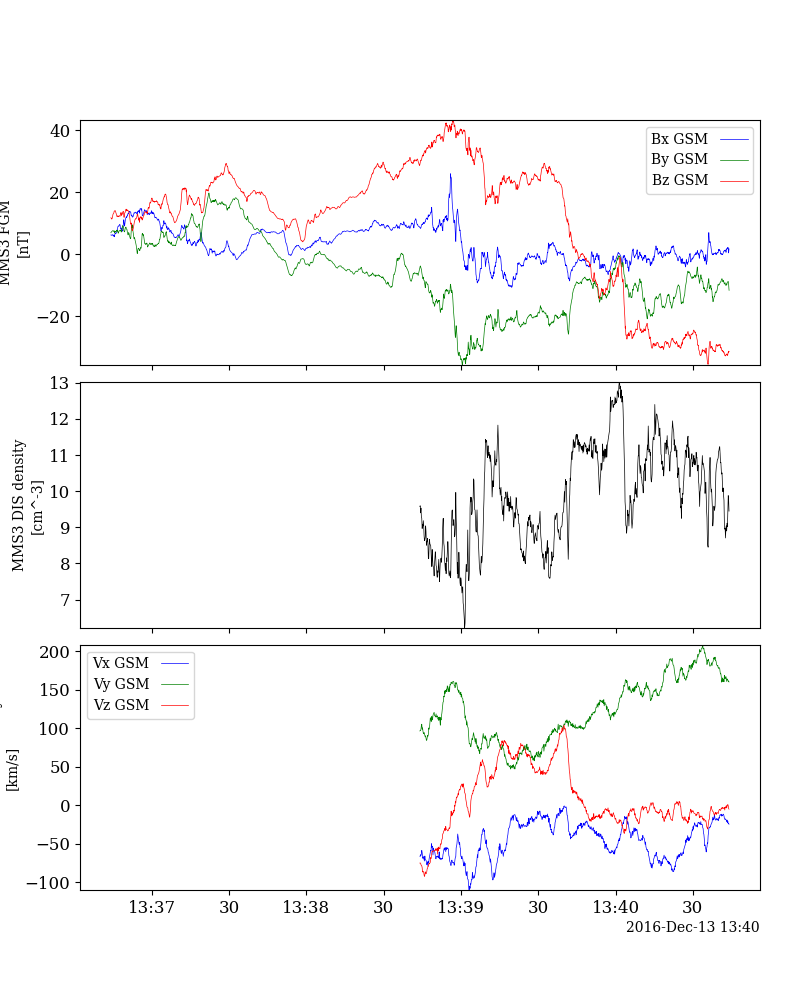 40
20
0
−20
MMS3 FGM
[nT]
Bx GSM
By GSM
Bz GSM
13
12
11
10
9
8
7
MMS3 DIS density
[cm^-3]
200
150
100
50
0
−50
−100
[km/s]
Vx GSM
Vy GSM
Vz GSM
13:37 30 13:38 30 13:39 30 13:40 30
2016-Dec-13 13:40